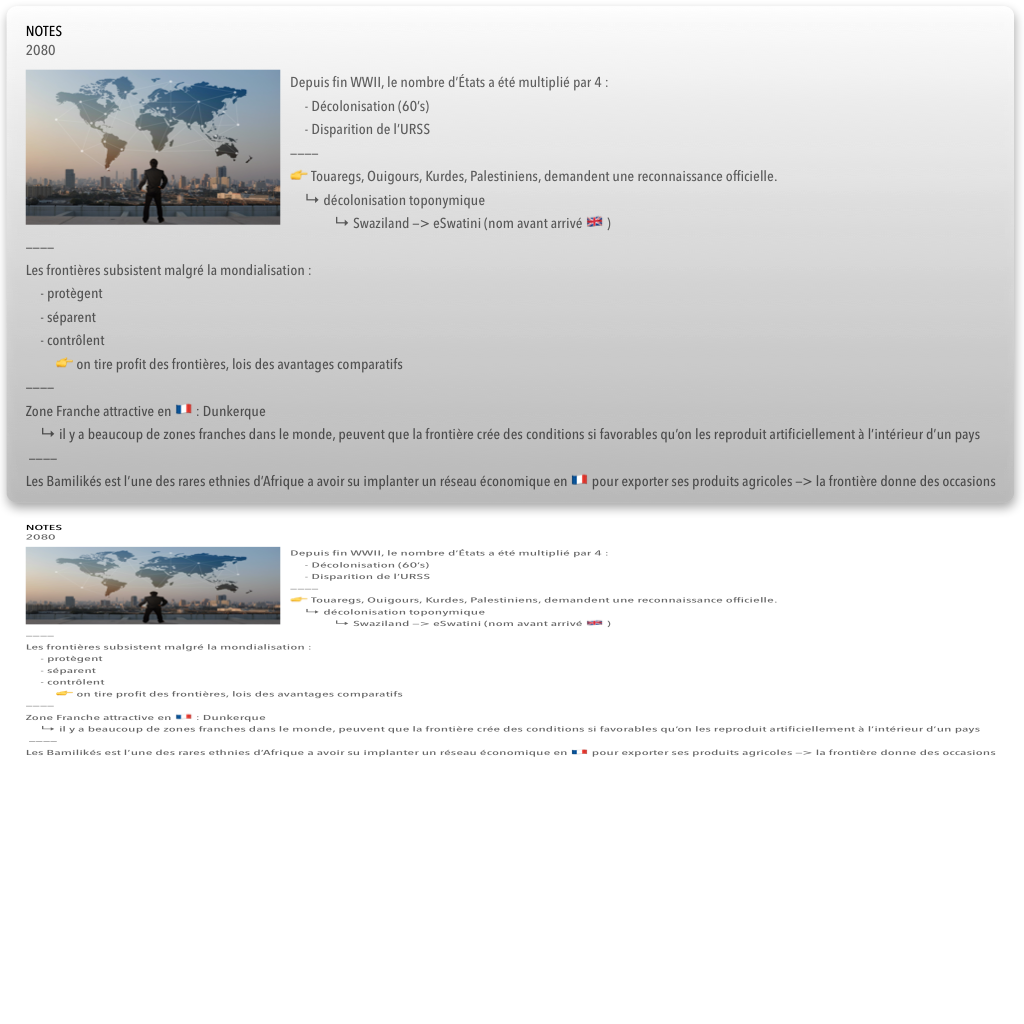 NOTES
2080
Depuis fin WWII, le nombre d'États a été multiplié par 4 :
- Décolonisation (60's)
- Disparition de l'URSS
————
👉 Touaregs, Ouigours, Kurdes, Palestiniens, demandent une reconnaissance officielle.
↪ décolonisation toponymique
↪ Swaziland —> eSwatini (nom avant arrivé 🇬🇧 )
————
Les frontières subsistent malgré la mondialisation :
- protègent
- séparent
- contrôlent
👉 on tire profit des frontières, lois des avantages comparatifs
————
Zone Franche attractive en 🇫🇷 : Dunkerque
↪ il y a beaucoup de zones franches dans le monde, peuvent que la frontière crée des conditions si favorables qu'on les reproduit artificiellement à l'intérieur d'un pays
————
Les Bamilikés est l'une des rares ethnies d'Afrique a avoir su implanter un réseau économique en 🇫🇷 pour exporter ses produits agricoles —> la frontière donne des occasions
NOTES
2080
Depuis fin WWII, le nombre d'États a été multiplié par 4 :
- Décolonisation (60's)
- Disparition de l'URSS
————
👉 Touaregs, Ouigours, Kurdes, Palestiniens, demandent une reconnaissance officielle.
↪ décolonisation toponymique
↪ Swaziland —> eSwatini (nom avant arrivé 🇬🇧 )
————
Les frontières subsistent malgré la mondialisation :
- protègent
- séparent
- contrôlent
👉 on tire profit des frontières, lois des avantages comparatifs
————
Zone Franche attractive en 🇫🇷 : Dunkerque
↪ il y a beaucoup de zones franches dans le monde, peuvent que la frontière crée des conditions si favorables qu'on les reproduit artificiellement à l'intérieur d'un pays
————
Les Bamilikés est l'une des rares ethnies d'Afrique a avoir su implanter un réseau économique en 🇫🇷 pour exporter ses produits agricoles —> la frontière donne des occasions